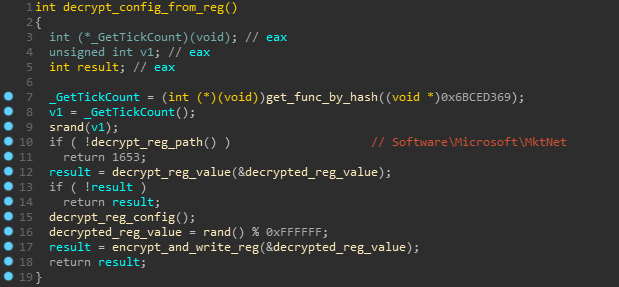 1 int decrypt_config_from_reg()
2 {
3 int (*_GetTickCount)(void); // eax
4 unsigned int v1; // eax
5 int result; // eax
6
7 _GetTickCount = (int (*)(void))get_func_by_hash((void *)0x6BCED369);
8 v1 = _GetTickCount();
9 srand(v1);
10 if ( !decrypt_reg_path() ) // Software\Microsoft\MktNet
11 return 1653;
12 result = decrypt_reg_value(&decrypted_reg_value);
13 if ( !result )
14 return result;
15 decrypt_reg_config();
16 decrypted_reg_value = rand() % 0xFFFFFF;
17 result = encrypt_and_write_reg(&decrypted_reg_value);
18 return result;
19 }